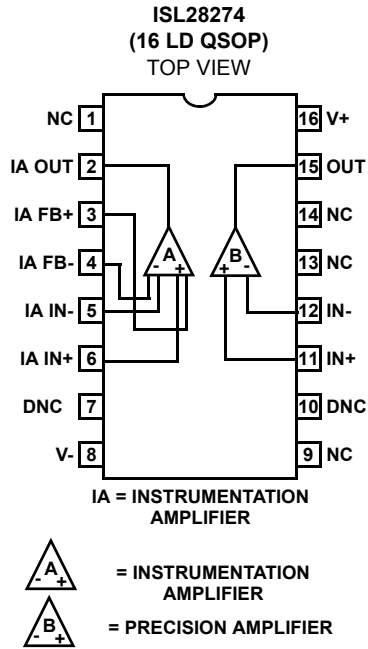 ISL28274
(16 LD QSOP)
TOP VIEW
NC 1
16 V+
IA OUT 2
15 OUT
IA FB+ 3
14 NC
IA FB- 4
13 NC
A
- +
B
+ -
IA IN- 5
12 IN-
IA IN+ 6
11 IN+
DNC 7
10 DNC
V- 8
9 NC
IA = INSTRUMENTATION
AMPLIFIER
A
- +
= INSTRUMENTATION
AMPLIFIER
B
- +
= PRECISION AMPLIFIER